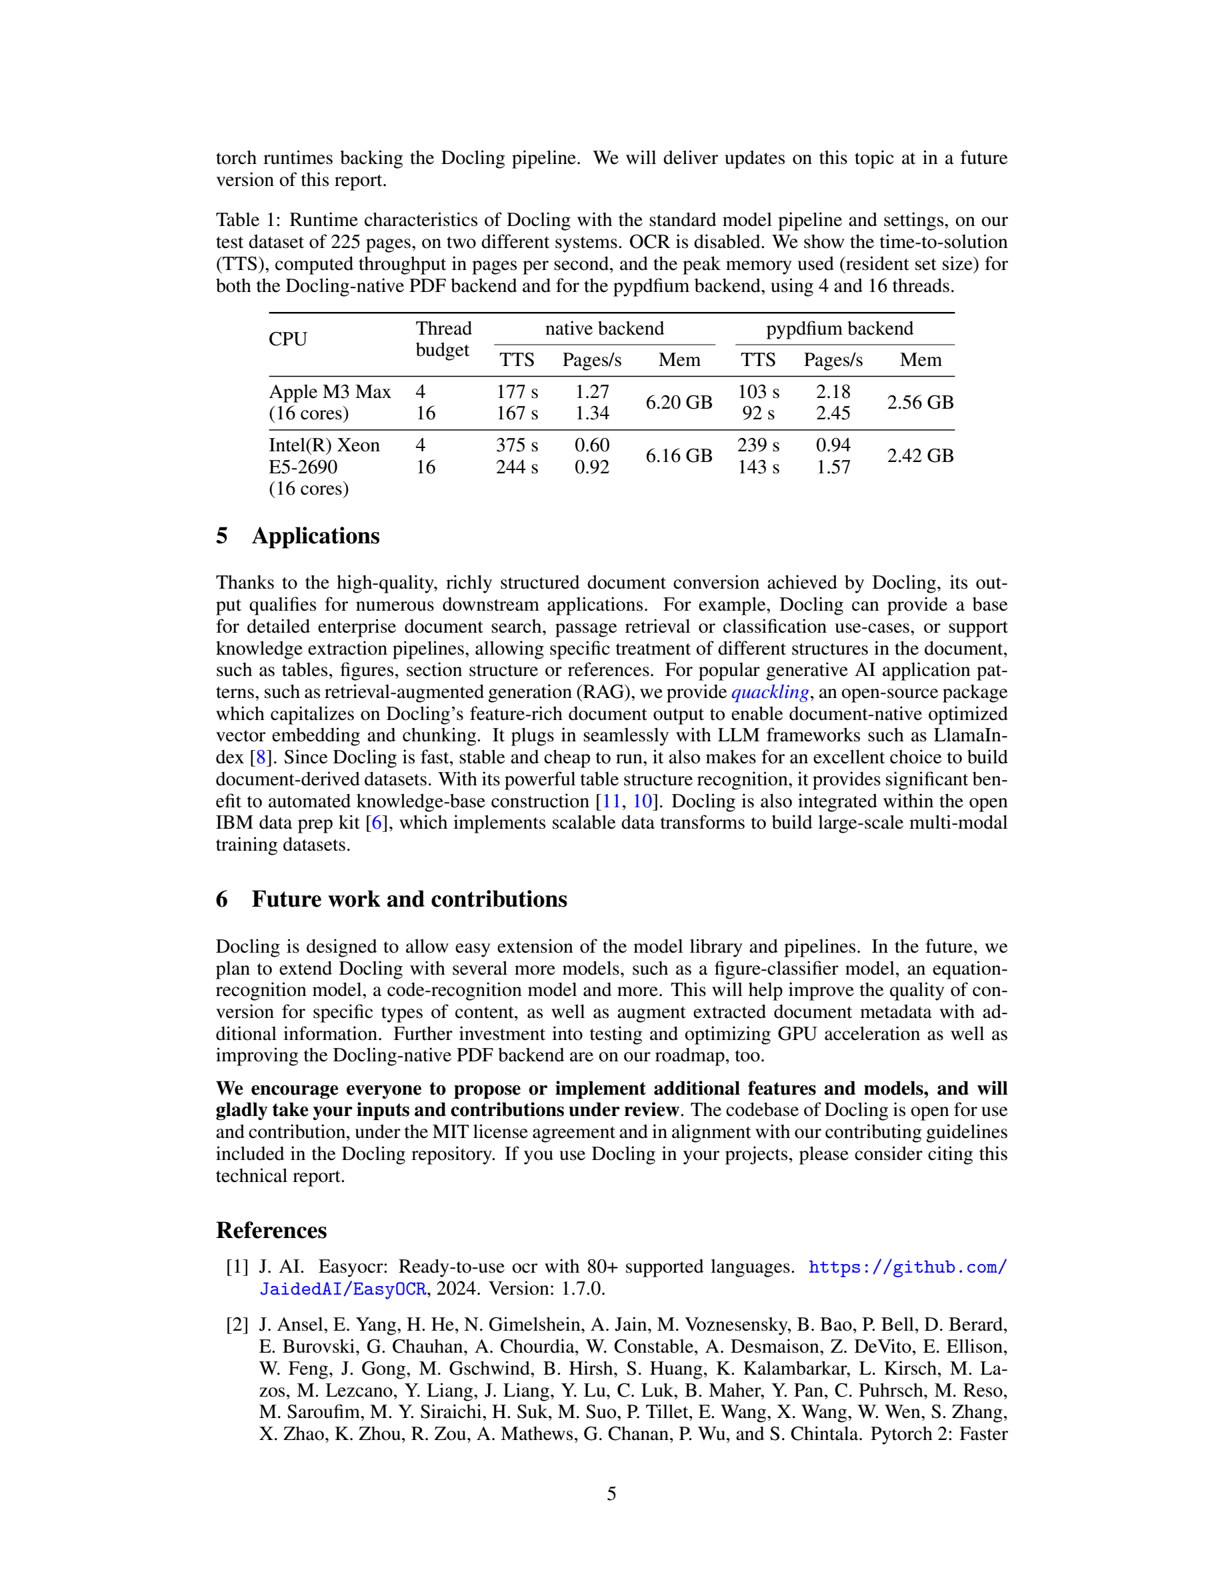 torch runtimes backing the Docling pipeline. We will deliver updates on this topic at in a future
version of this report.
Table 1: Runtime characteristics of Docling with the standard model pipeline and settings, on our
test dataset of 225 pages, on two different systems. OCR is disabled. We show the time-to-solution
(TTS), computed throughput in pages per second, and the peak memory used (resident set size) for
both the Docling-native PDF backend and for the pypdfium backend, using 4 and 16 threads.
CPU Thread budget native backend pypdfium backend
TTS Pages/s Mem TTS Pages/s Mem
Apple M3 Max 4 177 s 1.27 6.20 GB 103 s 2.18 2.56 GB
(16 cores) 16 167 s 1.34 92 s 2.45
Intel(R) Xeon 4 375 s 0.60 6.16 GB 239 s 0.94 2.42 GB
E5-2690 16 244 s 0.92 143 s 1.57
(16 cores)
5 Applications
Thanks to the high-quality, richly structured document conversion achieved by Docling, its out-
put qualifies for numerous downstream applications. For example, Docling can provide a base
for detailed enterprise document search, passage retrieval or classification use-cases, or support
knowledge extraction pipelines, allowing specific treatment of different structures in the document,
such as tables, figures, section structure or references. For popular generative AI application pat-
terns, such as retrieval-augmented generation (RAG), we provide quackling, an open-source package
which capitalizes on Docling's feature-rich document output to enable document-native optimized
vector embedding and chunking. It plugs in seamlessly with LLM frameworks such as LlamaIn-
dex [8]. Since Docling is fast, stable and cheap to run, it also makes for an excellent choice to build
document-derived datasets. With its powerful table structure recognition, it provides significant ben-
efit to automated knowledge-base construction [11, 10]. Docling is also integrated within the open
IBM data prep kit [6], which implements scalable data transforms to build large-scale multi-modal
training datasets.
6 Future work and contributions
Docling is designed to allow easy extension of the model library and pipelines. In the future, we
plan to extend Docling with several more models, such as a figure-classifier model, an equation-
recognition model, a code-recognition model and more. This will help improve the quality of con-
version for specific types of content, as well as augment extracted document metadata with ad-
ditional information. Further investment into testing and optimizing GPU acceleration as well as
improving the Docling-native PDF backend are on our roadmap, too.
We encourage everyone to propose or implement additional features and models, and will
gladly take your inputs and contributions under review. The codebase of Docling is open for use
and contribution, under the MIT license agreement and in alignment with our contributing guidelines
included in the Docling repository. If you use Docling in your projects, please consider citing this
technical report.
References
[1] J. AI. Easyocr: Ready-to-use ocr with 80+ supported languages. https://github.com/
JaidedAI/EasyOCR, 2024. Version: 1.7.0.
[2] J. Ansel, E. Yang, H. He, N. Gimelshein, A. Jain, M. Voznesensky, B. Bao, P. Bell, D. Berard,
E. Burovski, G. Chauhan, A. Chourdia, W. Constable, A. Desmaison, Z. DeVito, E. Ellison,
W. Feng, J. Gong, M. Gschwind, B. Hirsh, S. Huang, K. Kalambarkar, L. Kirsch, M. La-
zos, M. Lezcano, Y. Liang, J. Liang, Y. Lu, C. Luk, B. Maher, Y. Pan, C. Puhrsch, M. Reso,
M. Saroufim, M. Y. Siraichi, H. Suk, M. Suo, P. Tillet, E. Wang, X. Wang, W. Wen, S. Zhang,
X. Zhao, K. Zhou, R. Zou, A. Mathews, G. Chanan, P. Wu, and S. Chintala. Pytorch 2: Faster
5